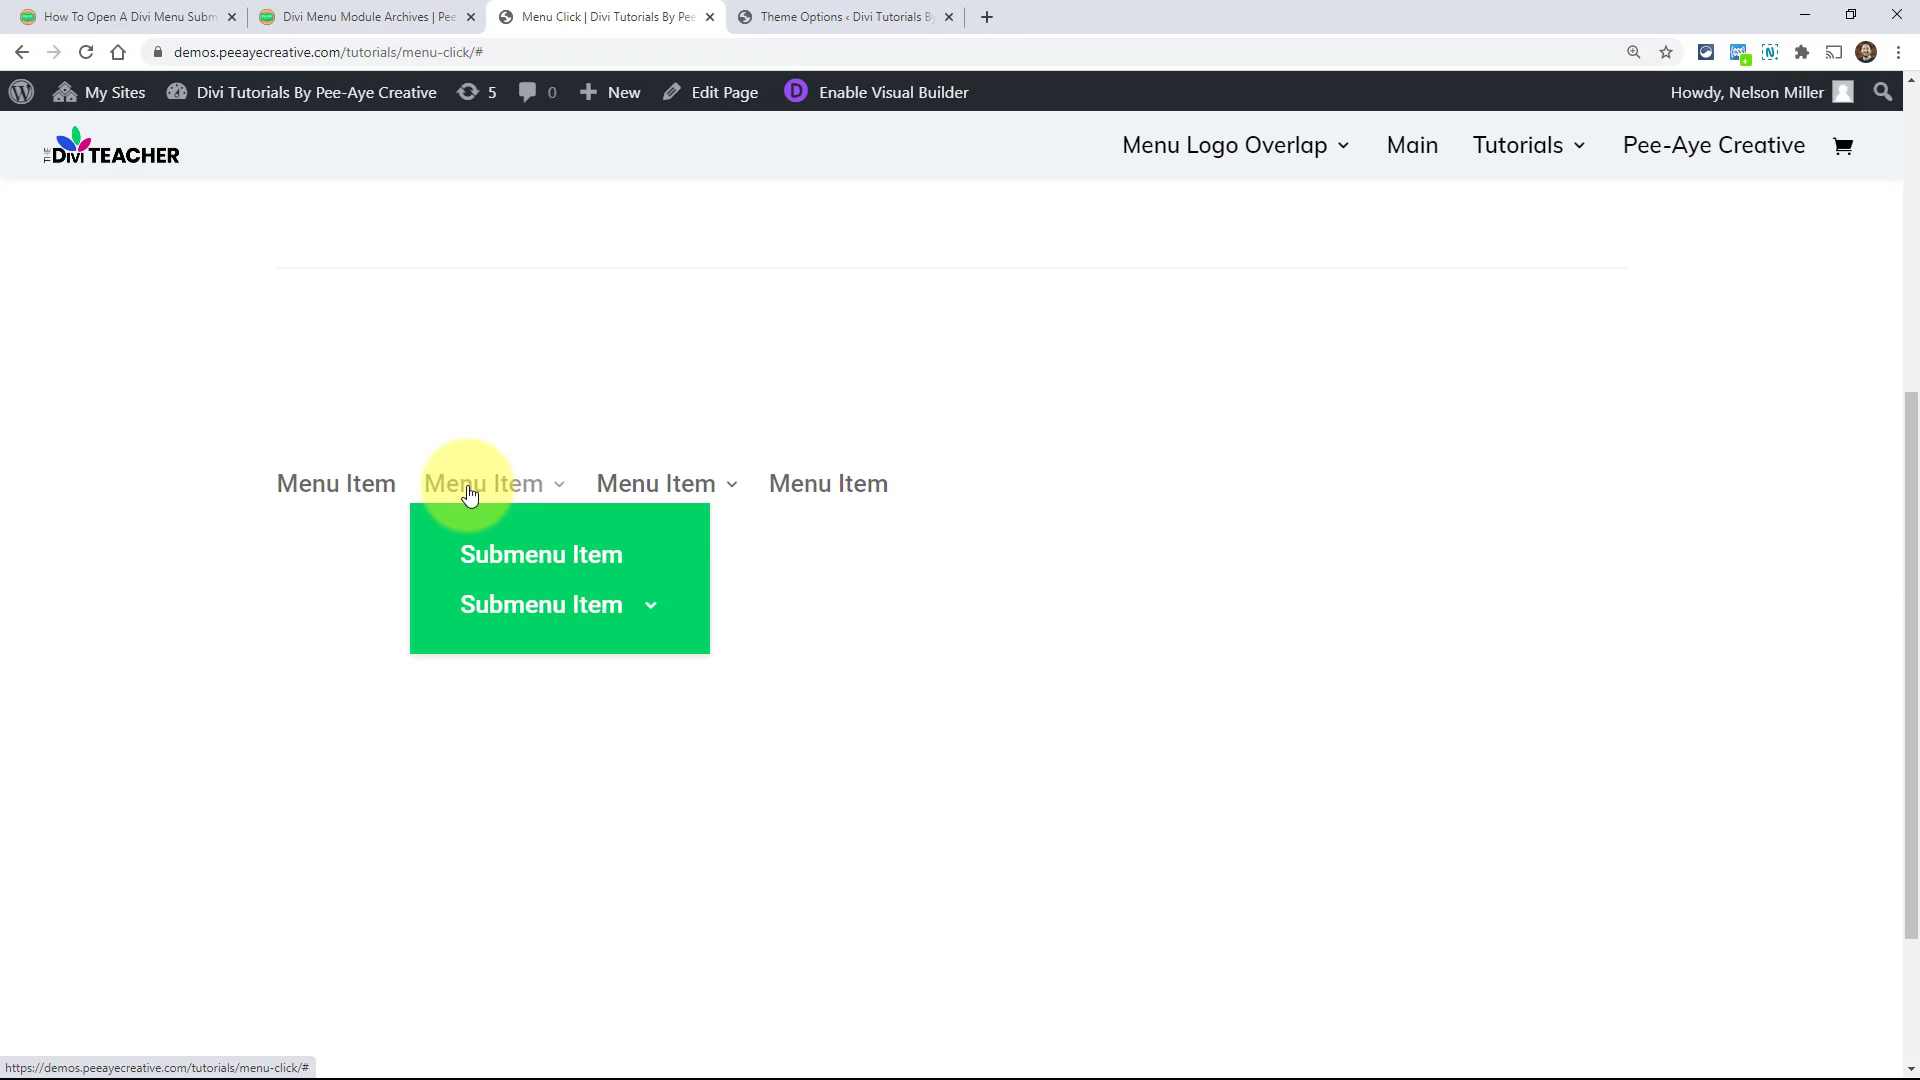 How To Open A Divi Menu Subm
Divi Menu Module Archives | Pee
Menu Click | Divi Tutorials By Pee
Theme Options ‹ Divi Tutorials B
demos.peeayecreative.com/tutorials/menu-click/#
My Sites
Divi Tutorials By Pee-Aye Creative
5
0
New
Edit Page
D
Enable Visual Builder
Howdy, Nelson Miller
THE DIVI TEACHER
Menu Logo Overlap
Main
Tutorials
Pee-Aye Creative
Menu Item
Menu Item
Menu Item
Menu Item
Submenu Item
Submenu Item
https://demos.peeayecreative.com/tutorials/menu-click/#